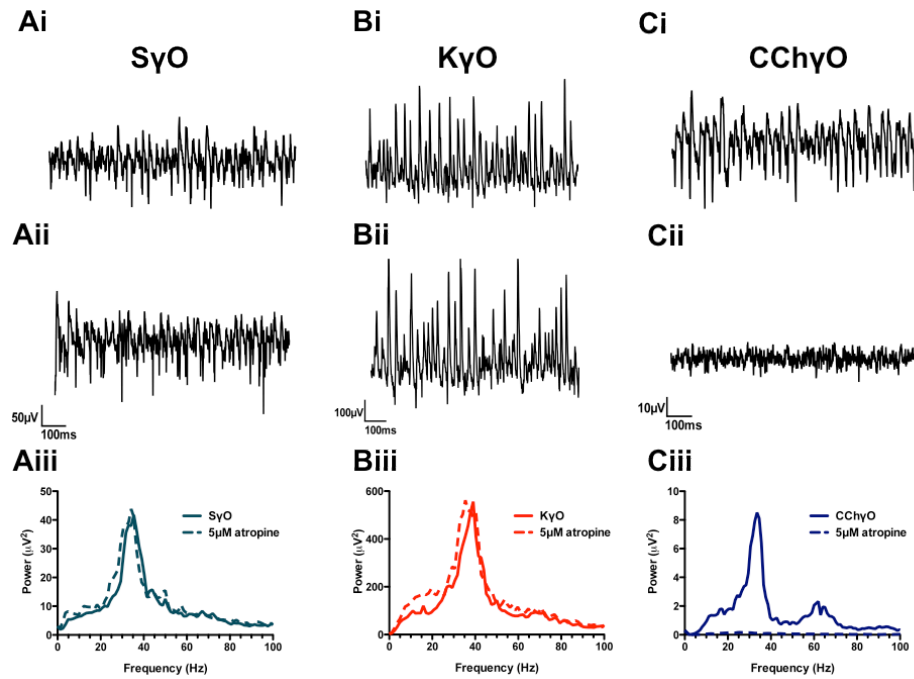 Ai
Bi
Ci
SγO
KγO
CChγO
Aii
Bii
Cii
50μV
100ms
100μV
100ms
10μV
100ms
Aiii
Biii
Ciii
50
40
30
20
10
0
0 20 40 60 80 100
Power (μV²)
Frequency (Hz)
SγO
5μM atropine
600
400
200
0
0 20 40 60 80 100
Power (μV²)
Frequency (Hz)
KγO
5μM atropine
10
8
6
4
2
0
0 20 40 60 80 100
Power (μV²)
Frequency (Hz)
CChγO
5μM atropine